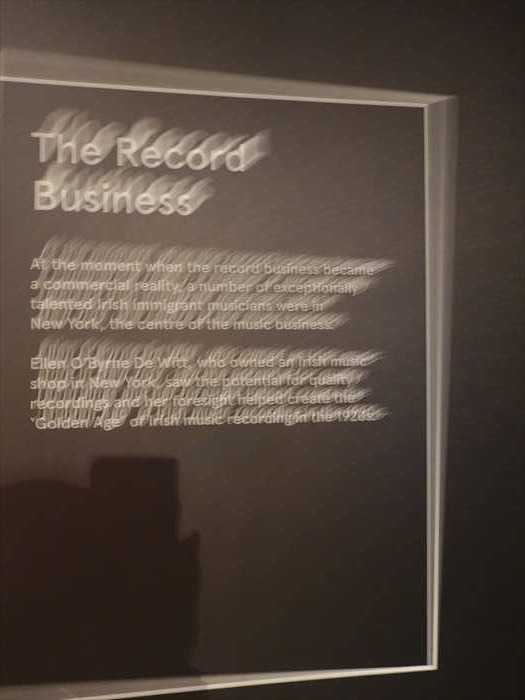 The Record
Business
At the moment when the record business became
a commercial reality, a number of exceptionally
talented Irish immigrant musicians were in
New York, the centre of the music business.
Ellen O'Byrne De Witt, who owned an Irish music
shop in New York, saw the potential for quality
recordings and her foresight helped create the
'Golden Age' of Irish music recording in the 1920s.